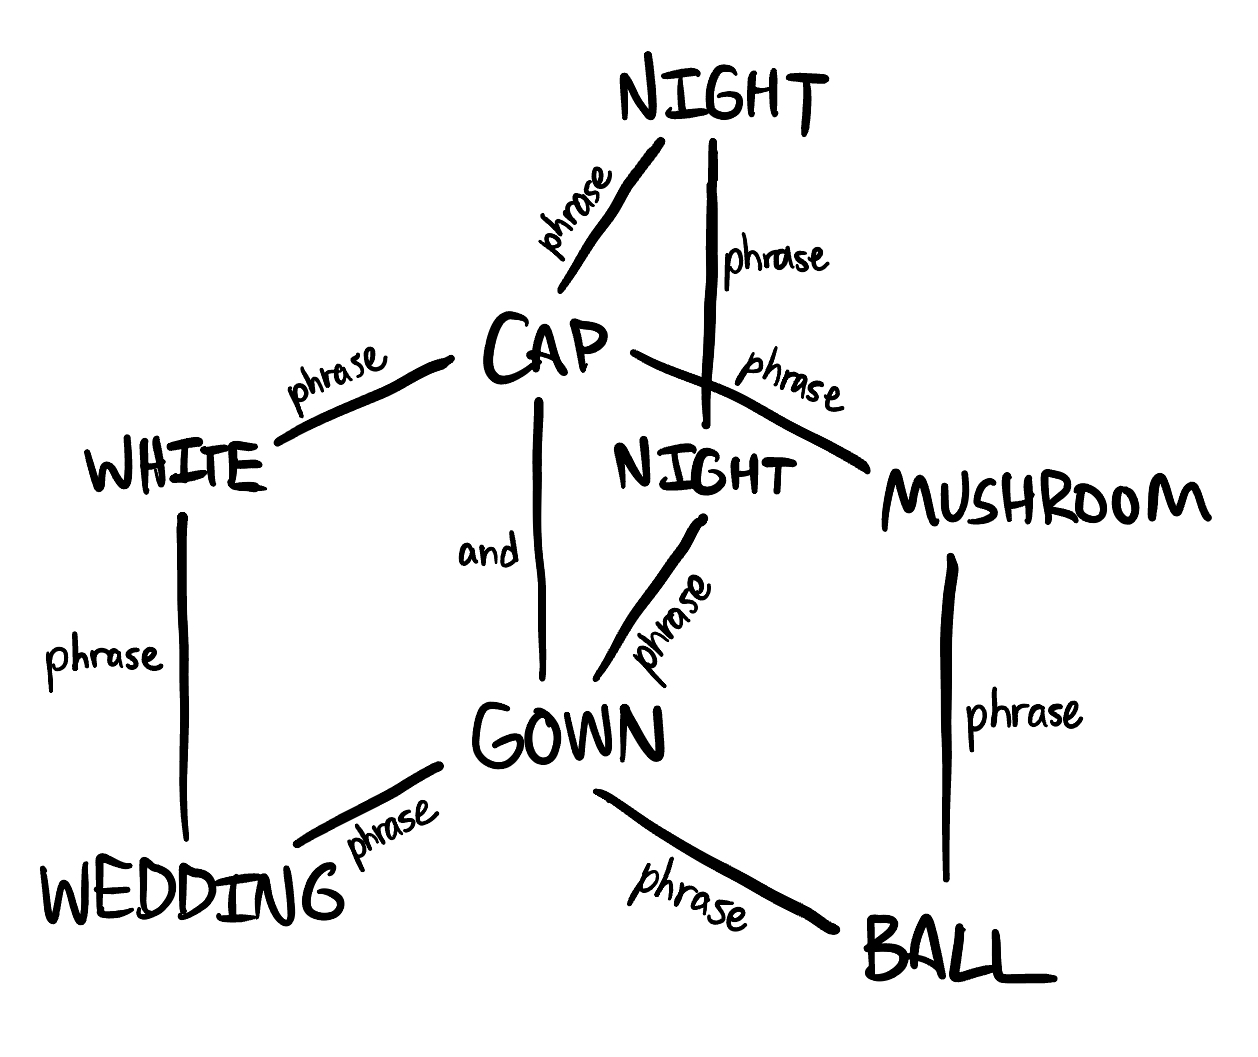 NIGHT
phrase
phrase
CAP
phrase
phrase
WHITE
NIGHT
MUSHROOM
and
phrase
phrase
phrase
GOWN
phrase
phrase
WEDDING
BALL